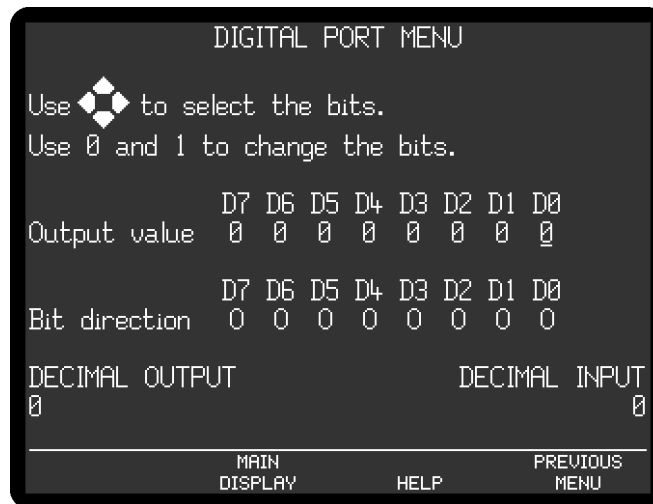 DIGITAL PORT MENU
Use to select the bits.
Use 0 and 1 to change the bits.
D7 D6 D5 D4 D3 D2 D1 D0
Output value 0 0 0 0 0 0 0 0
D7 D6 D5 D4 D3 D2 D1 D0
Bit direction O O O O O O O O
DECIMAL OUTPUT DECIMAL INPUT
0 0
MAIN DISPLAY HELP PREVIOUS MENU